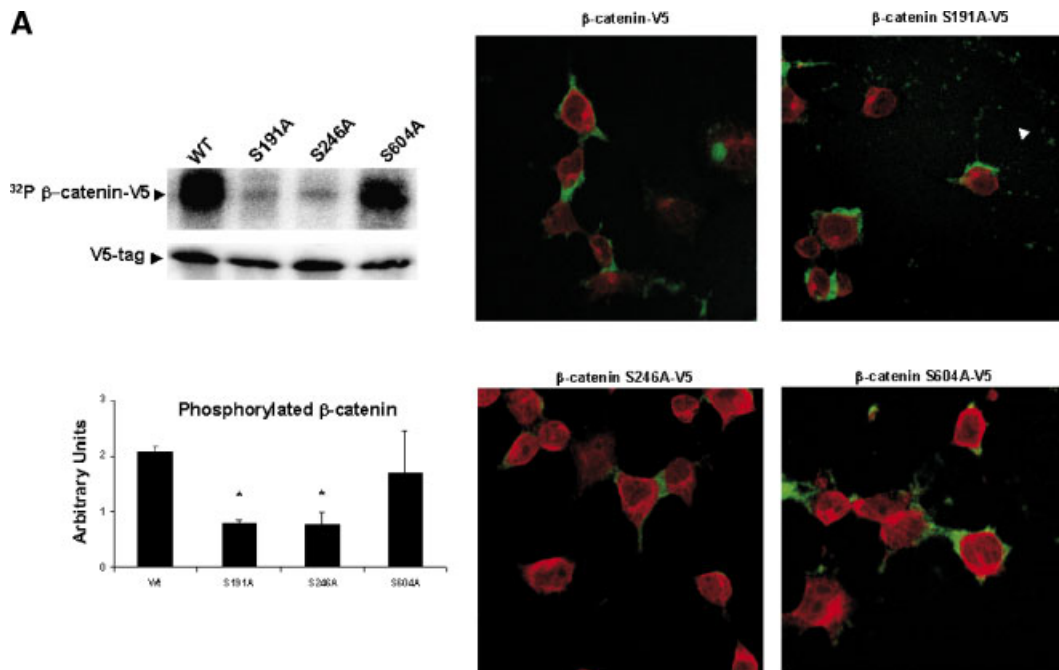 A
WT
S191A
S246A
S604A
³²P β-catenin-V5
V5-tag
Phosphorylated β-catenin
Arbitrary Units
3
2
1
0
*
*
Wt
S191A
S246A
S604A
β-catenin-V5
β-catenin S191A-V5
β-catenin S246A-V5
β-catenin S604A-V5